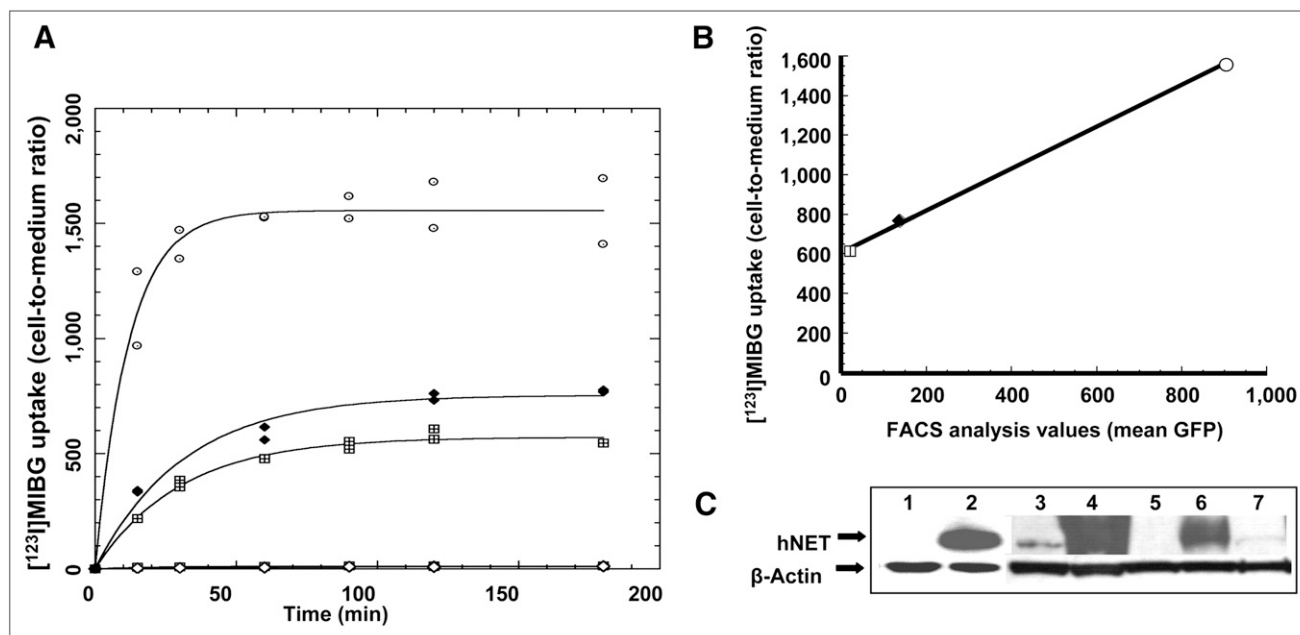 A
[¹²³I]MIBG uptake (cell-to-medium ratio)
2,000
1,500
1,000
500
0
0 50 100 150 200
Time (min)
B
[¹²³I]MIBG uptake (cell-to-medium ratio)
1,600
1,400
1,200
1,000
800
600
400
200
0
0 200 400 600 800 1,000
FACS analysis values (mean GFP)
C
1 2 3 4 5 6 7
hNET
β-Actin